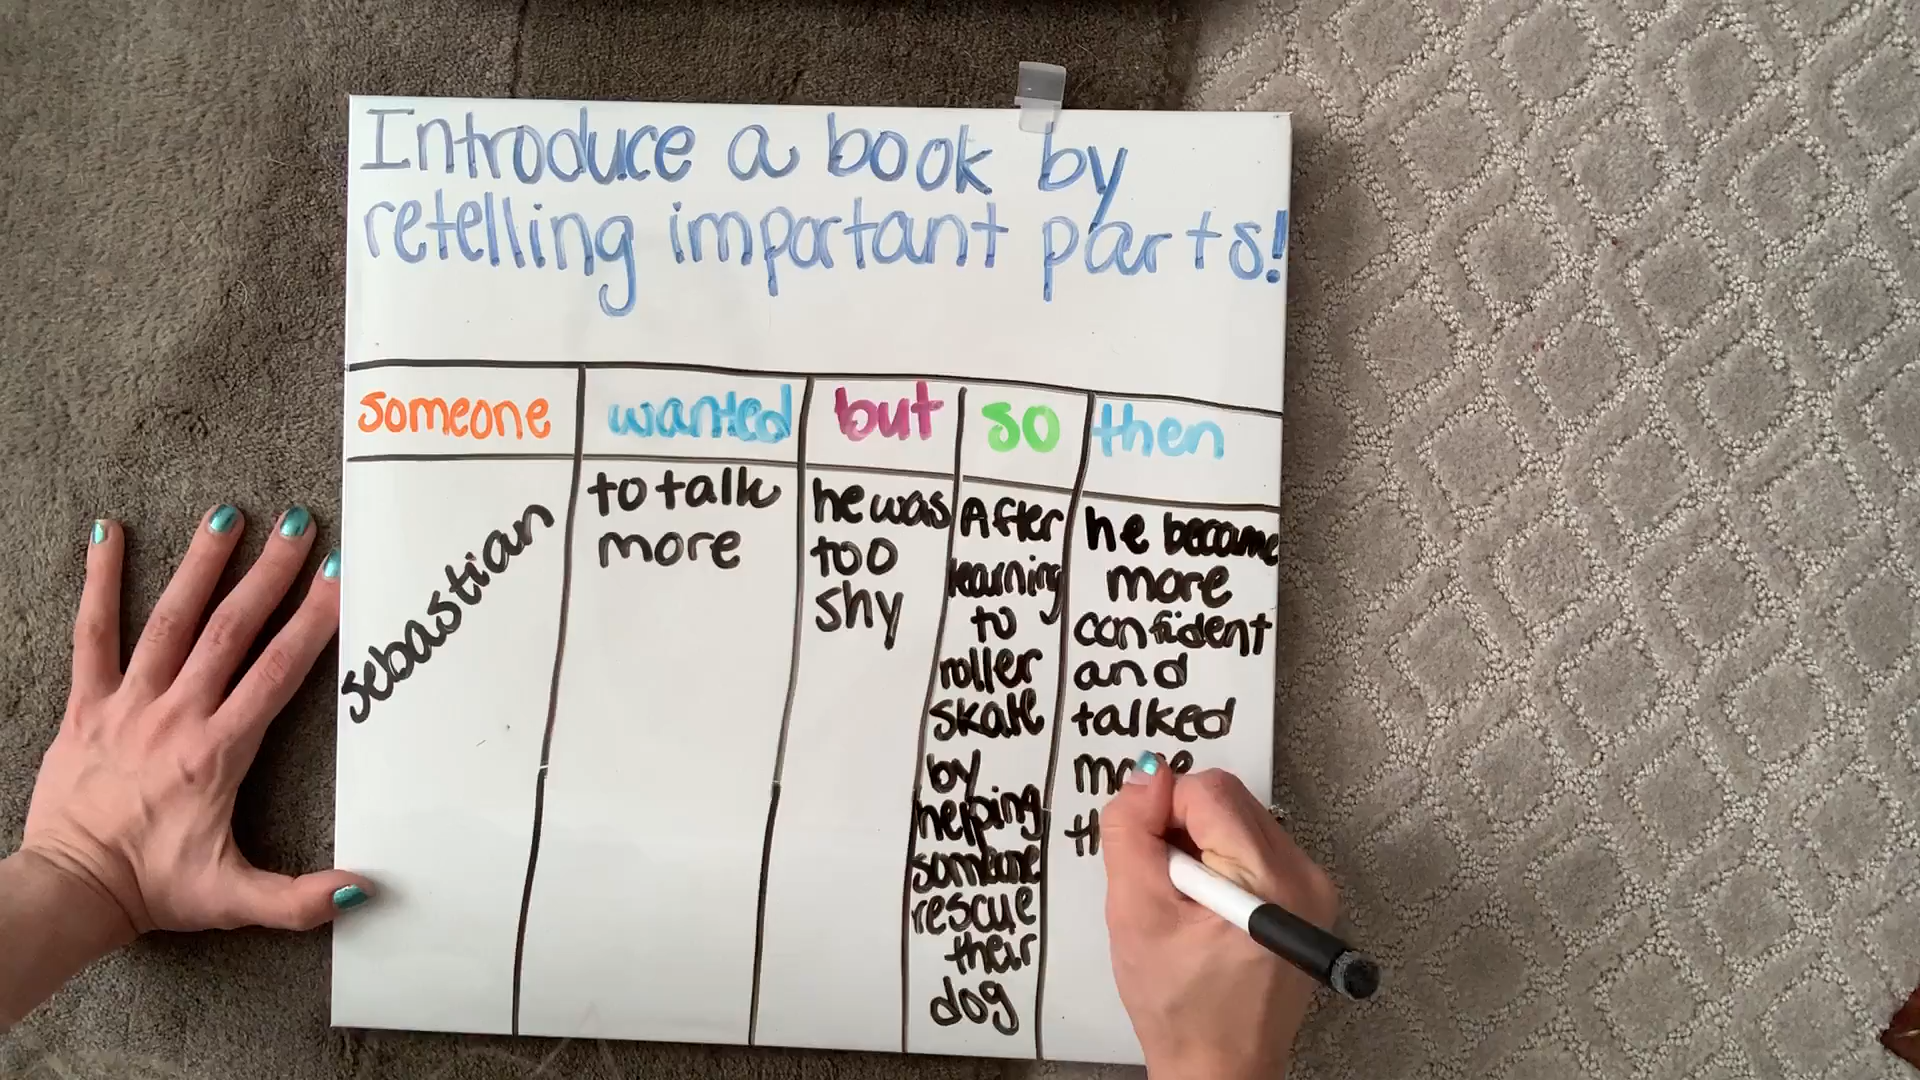 Introduce a book by
retelling important parts!
someone
wanted
but
so
then
Sebastian
to talk
more
he was
too
shy
After
learning
to
roller
skate
by
helping
someone
rescue
their
dog
he became
more
confident
and
talked
more